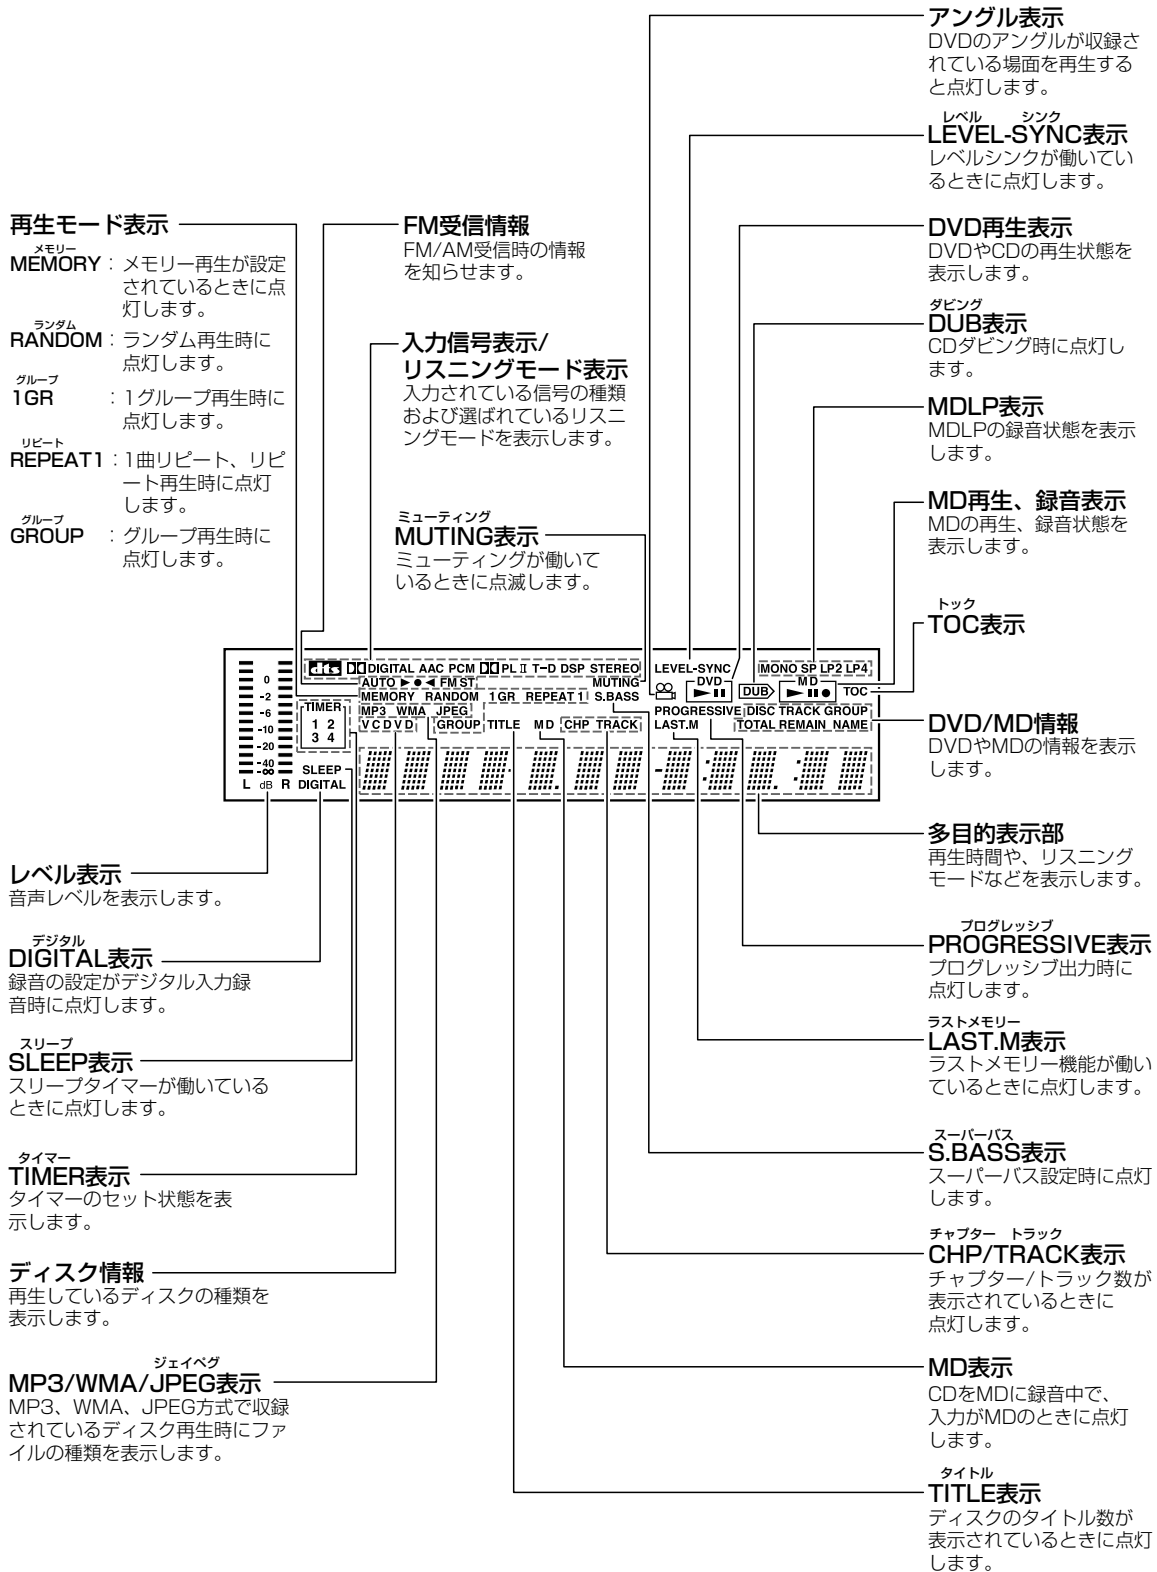 アングル表示
DVDのアングルが収録さ
れている場面を再生する
と点灯します。
レベル シンク
LEVEL-SYNC表示
レベルシンクが働いてい
るときに点灯します。
再生モード表示
メモリー
MEMORY：メモリー再生が設定
されているときに点
灯します。
ランダム
RANDOM：ランダム再生時に
点灯します。
グループ
1GR ：1グループ再生時に
点灯します。
リピート
REPEAT1：1曲リピート、リピ
ート再生時に点灯
します。
グループ
GROUP ：グループ再生時に
点灯します。
FM受信情報
FM/AM受信時の情報
を知らせます。
入力信号表示/
リスニングモード表示
入力されている信号の種類
および選ばれているリスニ
ングモードを表示します。
ミューティング
MUTING表示
ミューティングが働いて
いるときに点滅します。
DVD再生表示
DVDやCDの再生状態を
表示します。
ダビング
DUB表示
CDダビング時に点灯し
ます。
MDLP表示
MDLPの録音状態を表示
します。
MD再生、録音表示
MDの再生、録音状態を
表示します。
トック
TOC表示
dts DIGITAL AAC PCM PL II T-D DSP STEREO LEVEL-SYNC MONO SP LP2 LP4
AUTO ►●◄ FM ST MUTING DVD ►II DUB MD ►II● TOC
MEMORY RANDOM 1GR REPEAT 1 S.BASS
MP3 WMA JPEG PROGRESSIVE DISC TRACK GROUP
V C D V D GROUP TITLE M D CHP TRACK LAST.M TOTAL REMAIN NAME
TIMER
1 2
3 4
SLEEP
DIGITAL
0
-2
-6
-10
-20
-40
-∞
L dB R
DVD/MD情報
DVDやMDの情報を表示
します。
多目的表示部
再生時間や、リスニング
モードなどを表示します。
レベル表示
音声レベルを表示します。
デジタル
DIGITAL表示
録音の設定がデジタル入力録
音時に点灯します。
スリープ
SLEEP表示
スリープタイマーが働いている
ときに点灯します。
タイマー
TIMER表示
タイマーのセット状態を表
示します。
ディスク情報
再生しているディスクの種類を
表示します。
ジェイペグ
MP3/WMA/JPEG表示
MP3、WMA、JPEG方式で収録
されているディスク再生時にファ
イルの種類を表示します。
プログレッシブ
PROGRESSIVE表示
プログレッシブ出力時に
点灯します。
ラストメモリー
LAST.M表示
ラストメモリー機能が働い
ているときに点灯します。
スーパーバス
S.BASS表示
スーパーバス設定時に点灯
します。
チャプター トラック
CHP/TRACK表示
チャプター/トラック数が
表示されているときに
点灯します。
MD表示
CDをMDに録音中で、
入力がMDのときに点灯
します。
タイトル
TITLE表示
ディスクのタイトル数が
表示されているときに点灯
します。